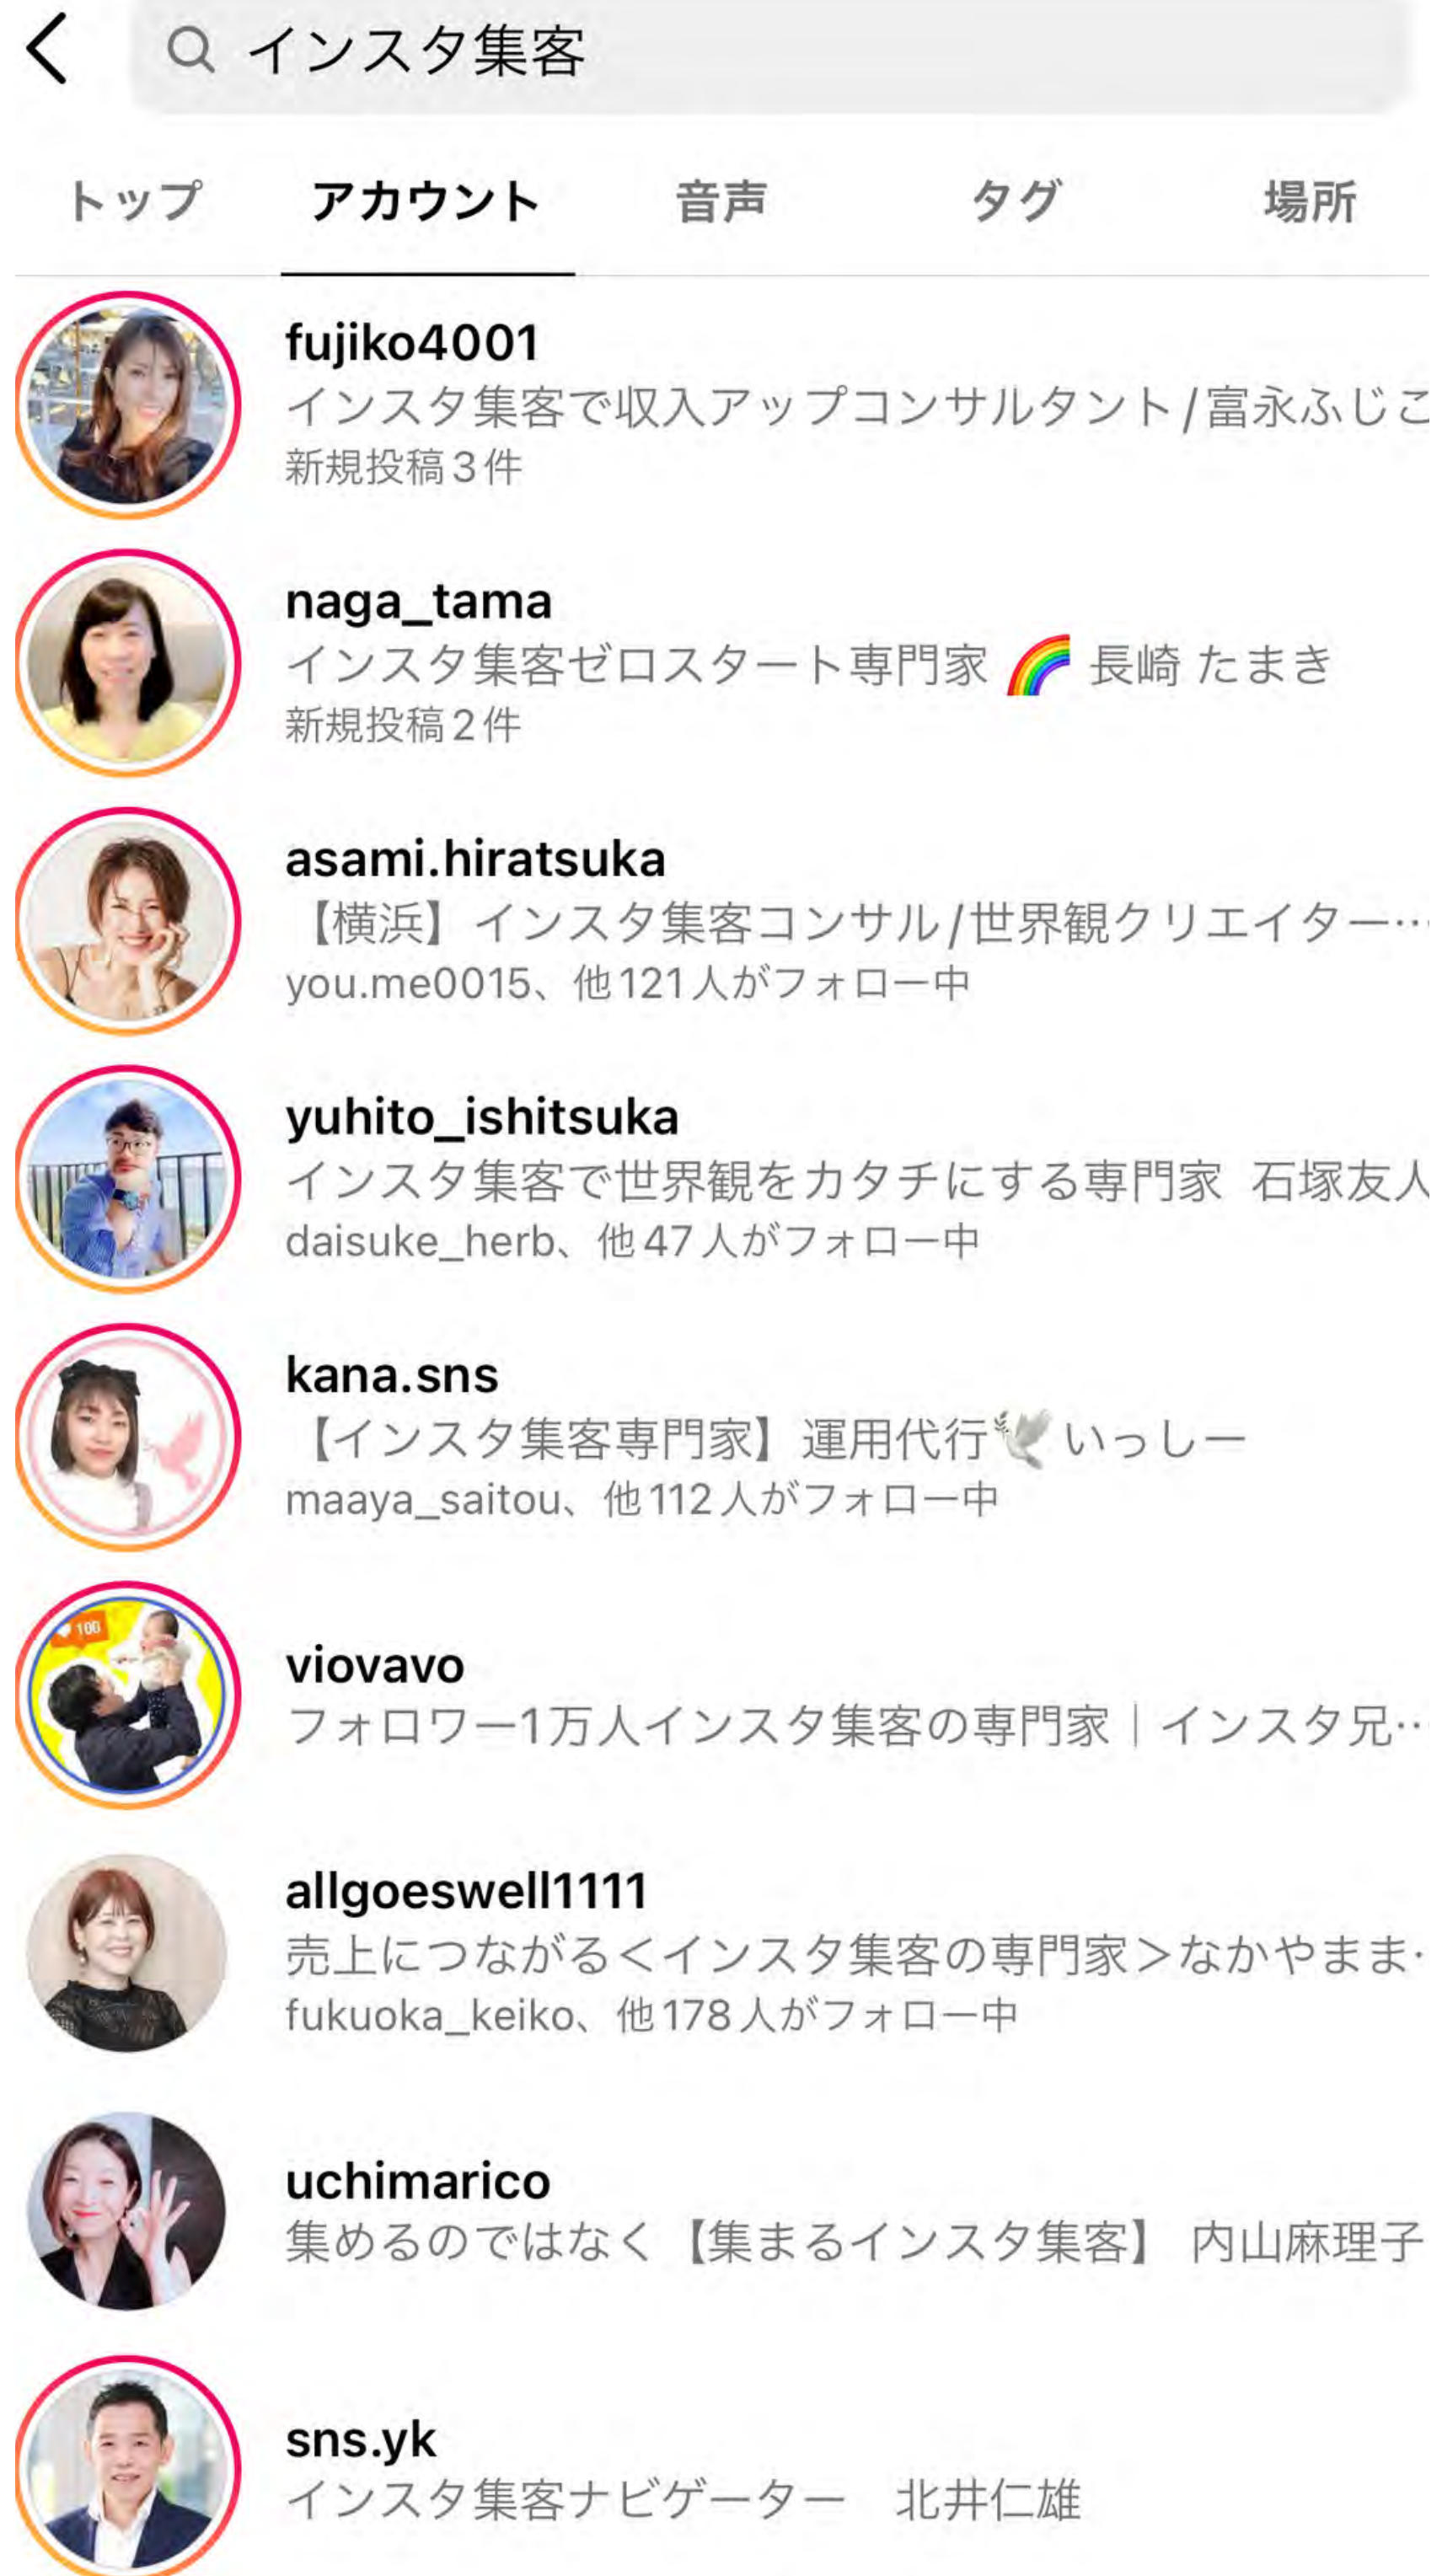 インスタ集客
トップ アカウント 音声 タグ 場所
fujiko4001
インスタ集客で収入アップコンサルタント/富永ふじこ
新規投稿3件
naga_tama
インスタ集客ゼロスタート専門家 🌈 長崎 たまき
新規投稿2件
asami.hiratsuka
【横浜】インスタ集客コンサル/世界観クリエイター…
you.me0015、他121人がフォロー中
yuhito_ishitsuka
インスタ集客で世界観をカタチにする専門家 石塚友人
daisuke_herb、他47人がフォロー中
kana.sns
【インスタ集客専門家】運用代行🕊️いっしー
maaya_saitou、他112人がフォロー中
100
viovavo
フォロワー1万人インスタ集客の専門家｜インスタ兄…
allgoeswell1111
売上につながる＜インスタ集客の専門家＞なかやまま…
fukuoka_keiko、他178人がフォロー中
uchimarico
集めるのではなく【集まるインスタ集客】 内山麻理子
sns.yk
インスタ集客ナビゲーター　北井仁雄